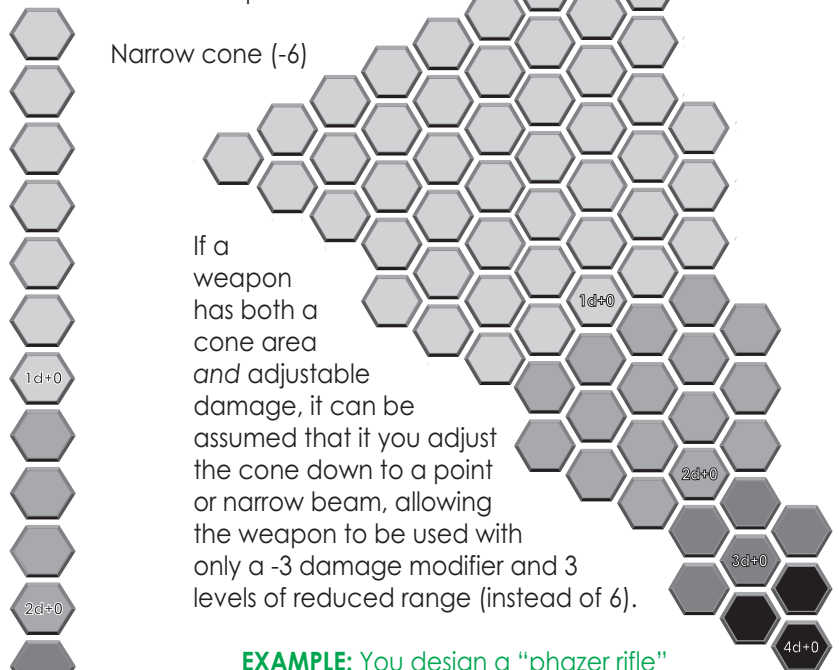 Narrow cone (-6)
If a
weapon
has both a
cone area
and adjustable
damage, it can be
assumed that it you adjust
the cone down to a point
or narrow beam, allowing
the weapon to be used with
only a -3 damage modifier and 3
levels of reduced range (instead of 6).
EXAMPLE: You design a “phazer rifle”
1d+0
2d+0
1d+0
2d+0
3d+0
4d+0